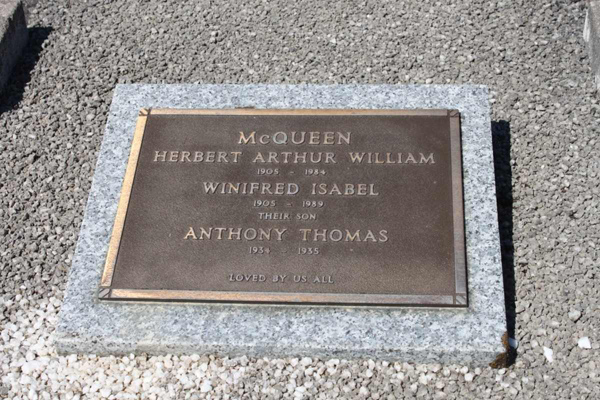 McQUEEN
HERBERT ARTHUR WILLIAM
1905 - 1984
WINIFRED ISABEL
1905 - 1989
THEIR SON
ANTHONY THOMAS
1934 - 1935
LOVED BY US ALL